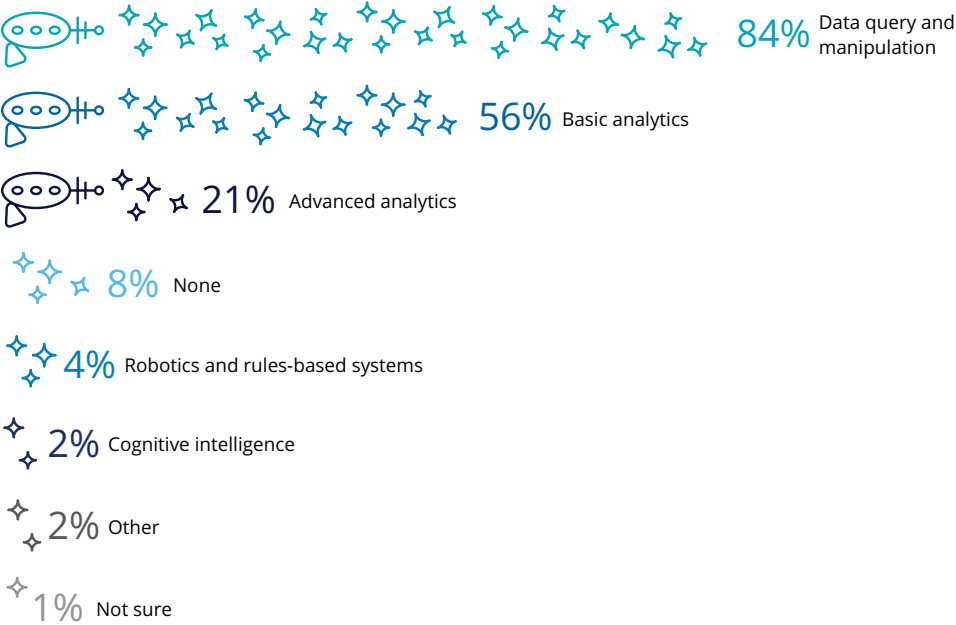 84% Data query and
manipulation
56% Basic analytics
21% Advanced analytics
8% None
4% Robotics and rules-based systems
2% Cognitive intelligence
2% Other
1% Not sure